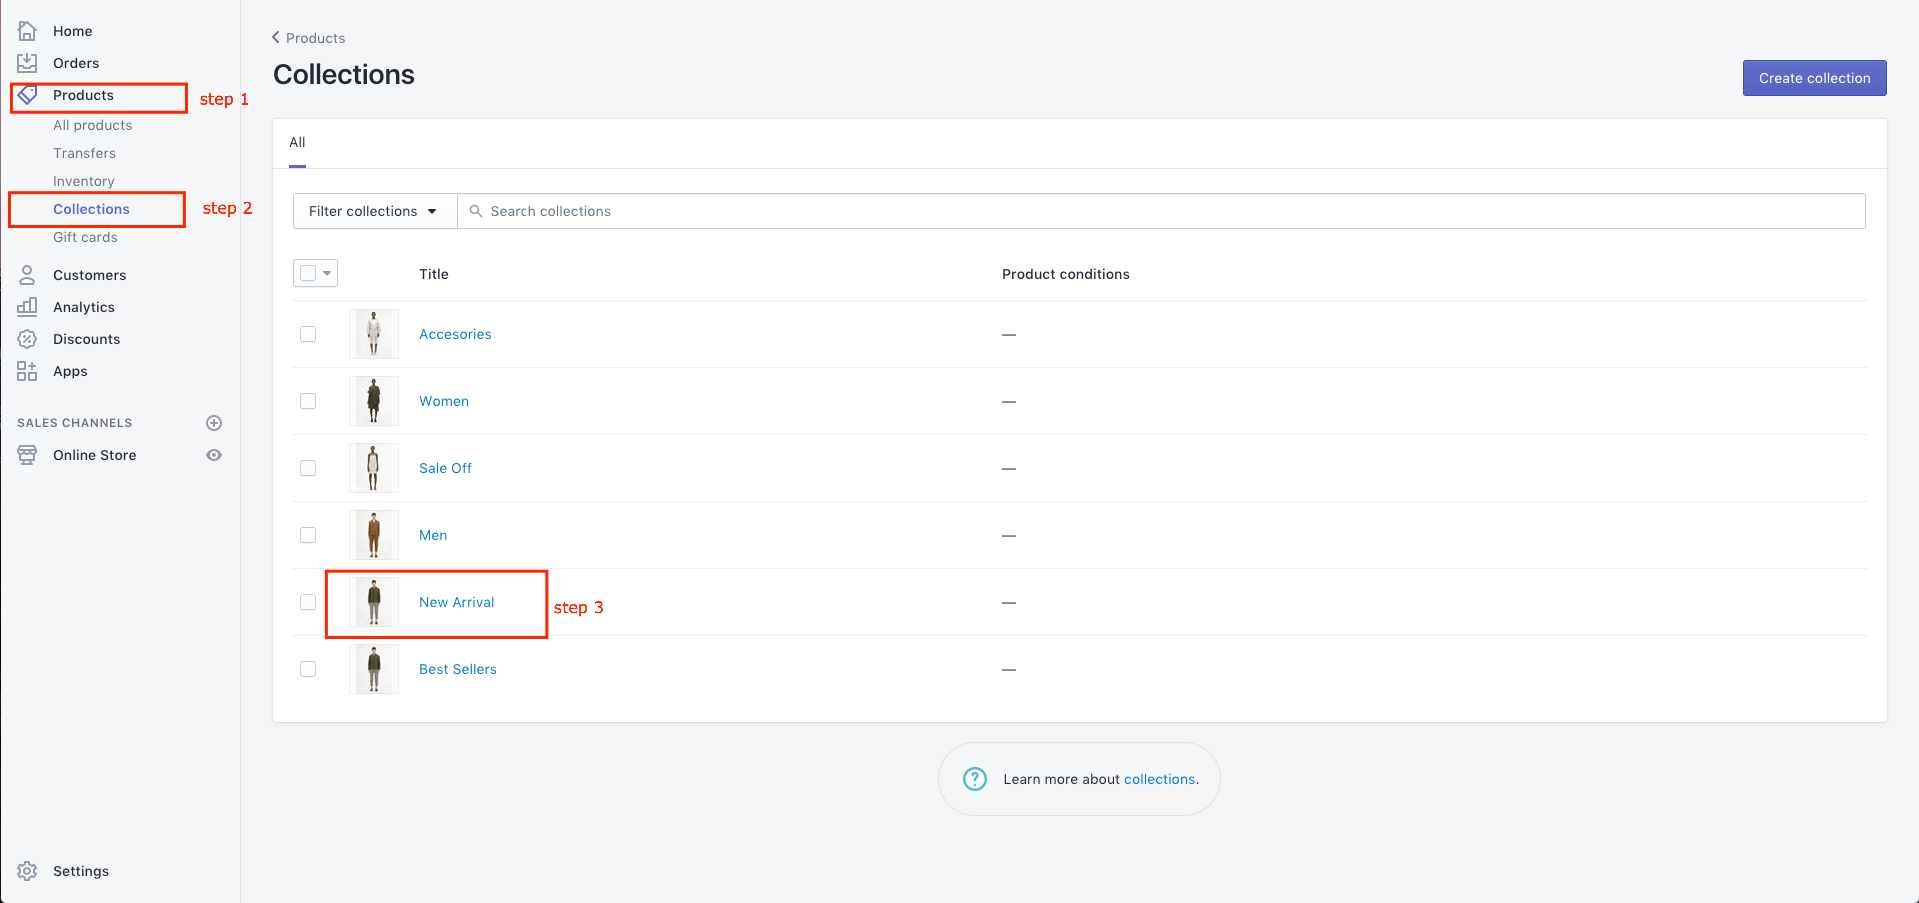 Home
Orders
Products
step 1
All products
Transfers
Inventory
Collections
step 2
Gift cards
Customers
Analytics
Discounts
Apps
SALES CHANNELS
Online Store
Settings
Products
Collections
Create collection
All
Filter collections
Search collections
Title
Product conditions
Accesories
—
Women
—
Sale Off
—
Men
—
New Arrival
step 3
—
Best Sellers
—
Learn more about collections.